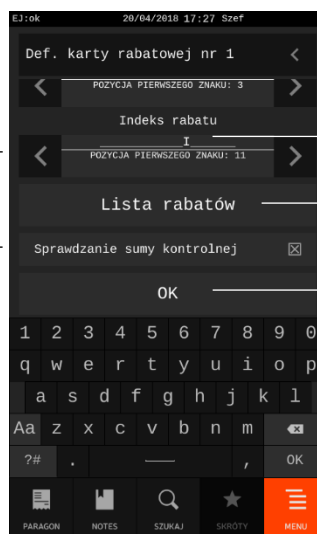 EJ:ok 20/04/2018 17:27 Szef
Def. karty rabatowej nr 1 <
< POZYCJA PIERWSZEGO ZNAKU: 3 >
Indeks rabatu
__________I_____
< POZYCJA PIERWSZEGO ZNAKU: 11 >
Lista rabatów
Sprawdzanie sumy kontrolnej
OK
1 2 3 4 5 6 7 8 9 0
q w e r t y u i o p
a s d f g h j k l
Aa z x c v b n m
?# . , OK
PARAGON NOTES SZUKAJ SKRÓTY MENU